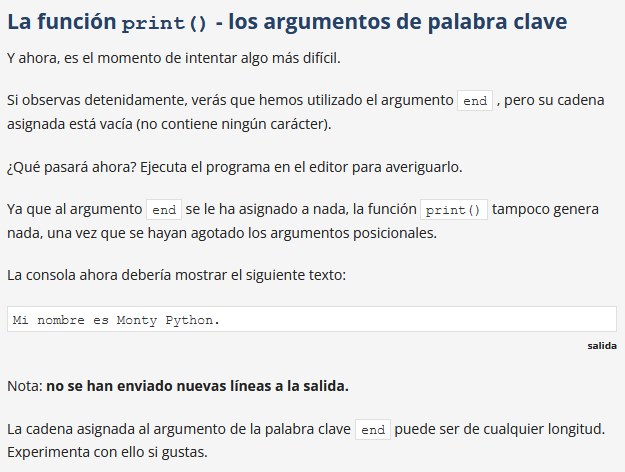 La función print() - los argumentos de palabra clave
Y ahora, es el momento de intentar algo más difícil.
Si observas detenidamente, verás que hemos utilizado el argumento end , pero su cadena
asignada está vacía (no contiene ningún carácter).
¿Qué pasará ahora? Ejecuta el programa en el editor para averiguarlo.
Ya que al argumento end se le ha asignado a nada, la función print() tampoco genera
nada, una vez que se hayan agotado los argumentos posicionales.
La consola ahora debería mostrar el siguiente texto:
Mi nombre es Monty Python.
salida
Nota: no se han enviado nuevas líneas a la salida.
La cadena asignada al argumento de la palabra clave end puede ser de cualquier longitud.
Experimenta con ello si gustas.